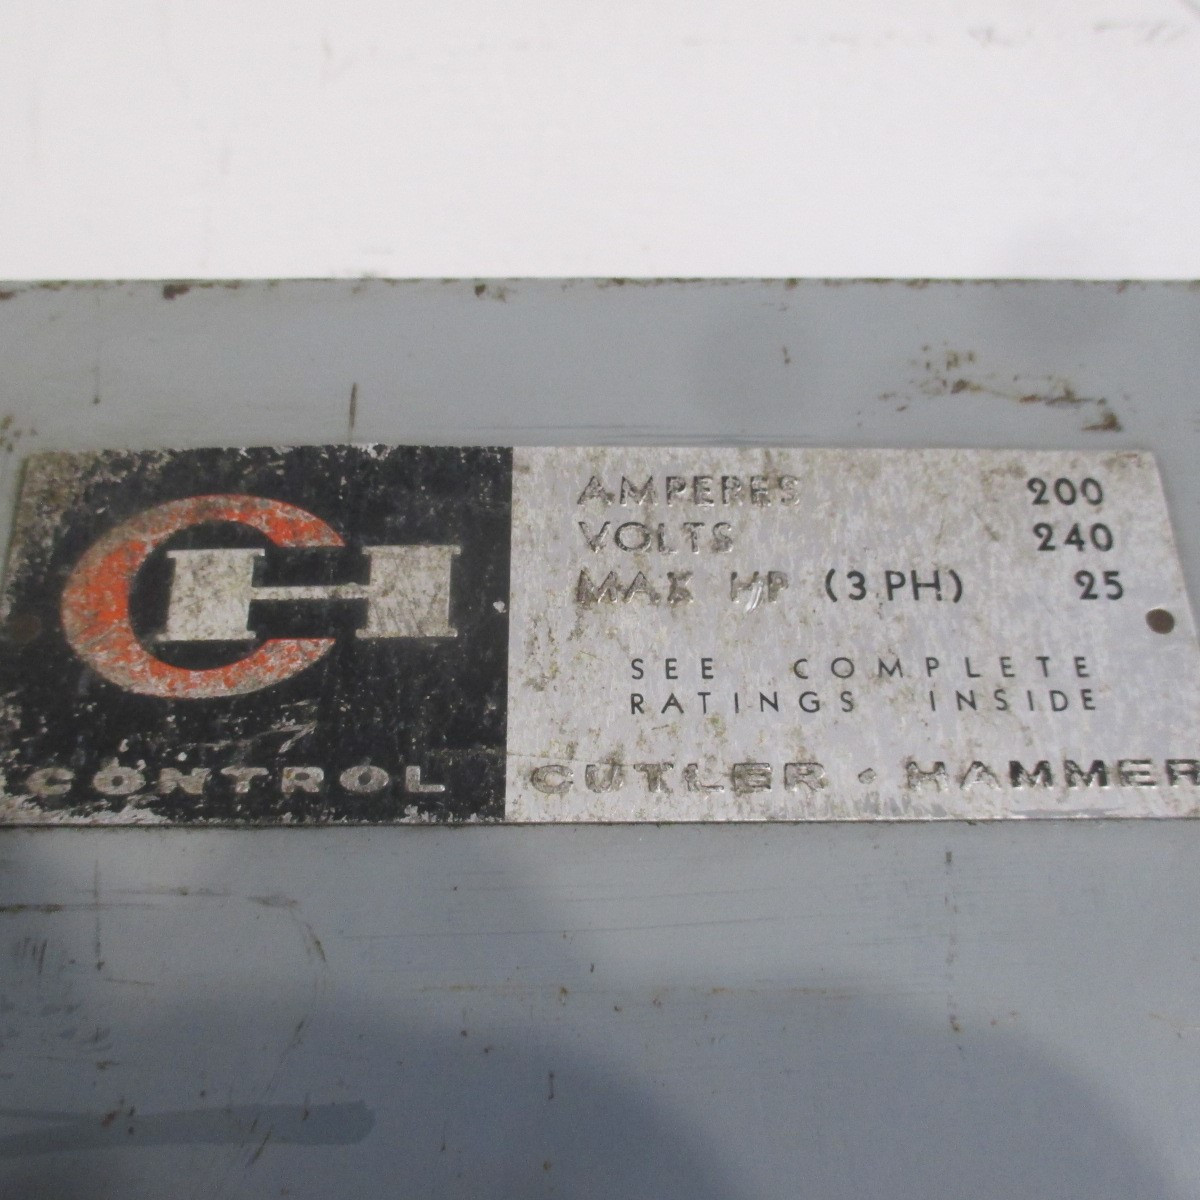 CH
CONTROL
AMPERES 200
VOLTS 240
MAX HP (3 PH) 25
SEE COMPLETE
RATINGS INSIDE
CUTLER · HAMMER